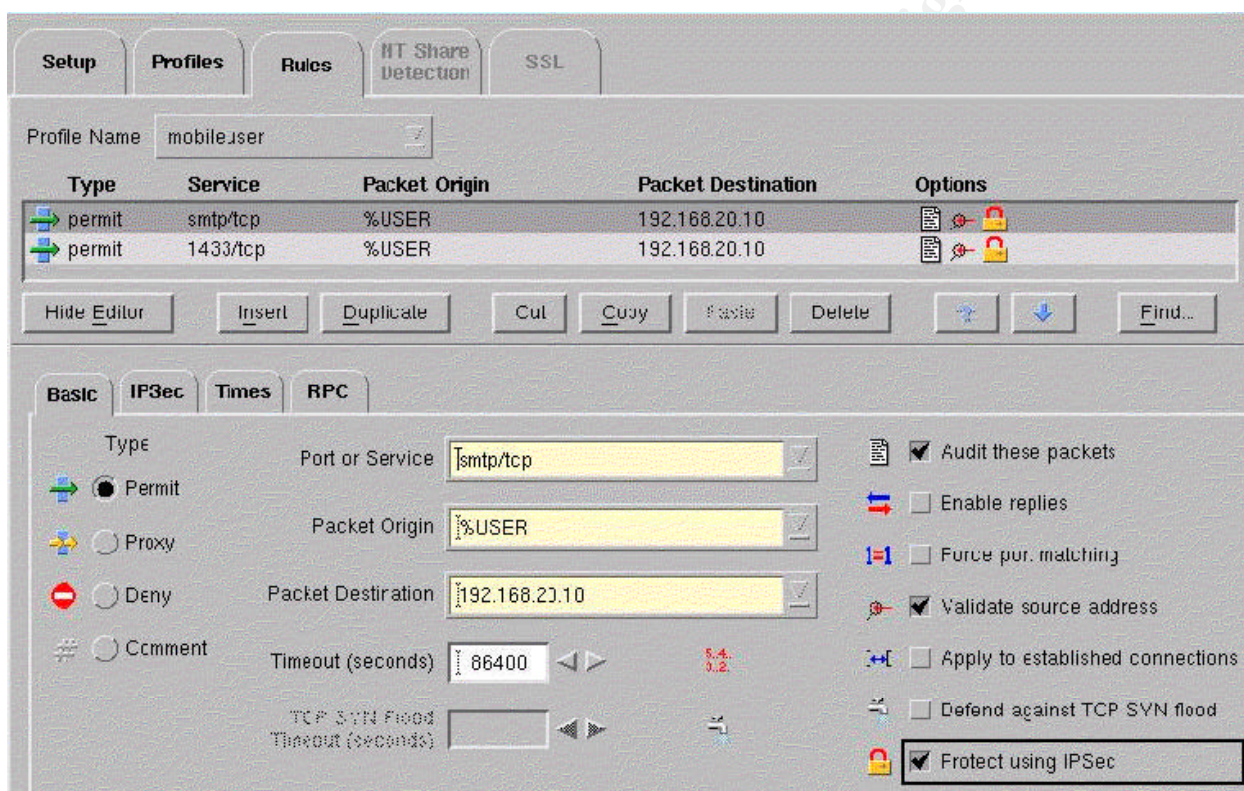 Setup Profiles Rules NT Share Detection SSL
Profile Name mobileuser
Type Service Packet Origin Packet Destination Options
permit smtp/tcp %USER 192.168.20.10
permit 1433/tcp %USER 192.168.20.10
Hide Editor Insert Duplicate Cut Copy Paste Delete Find...
Basic IPSec Times RPC
Type
Permit
Proxy
Deny
Comment
Port or Service smtp/tcp
Packet Origin %USER
Packet Destination 192.168.20.10
Timeout (seconds) 86400
TCP SYN Flood
Timeout (seconds)
Audit these packets
Enable replies
1=1 Force port matching
Validate source address
Apply to established connections
Defend against TCP SYN flood
Protect using IPSec